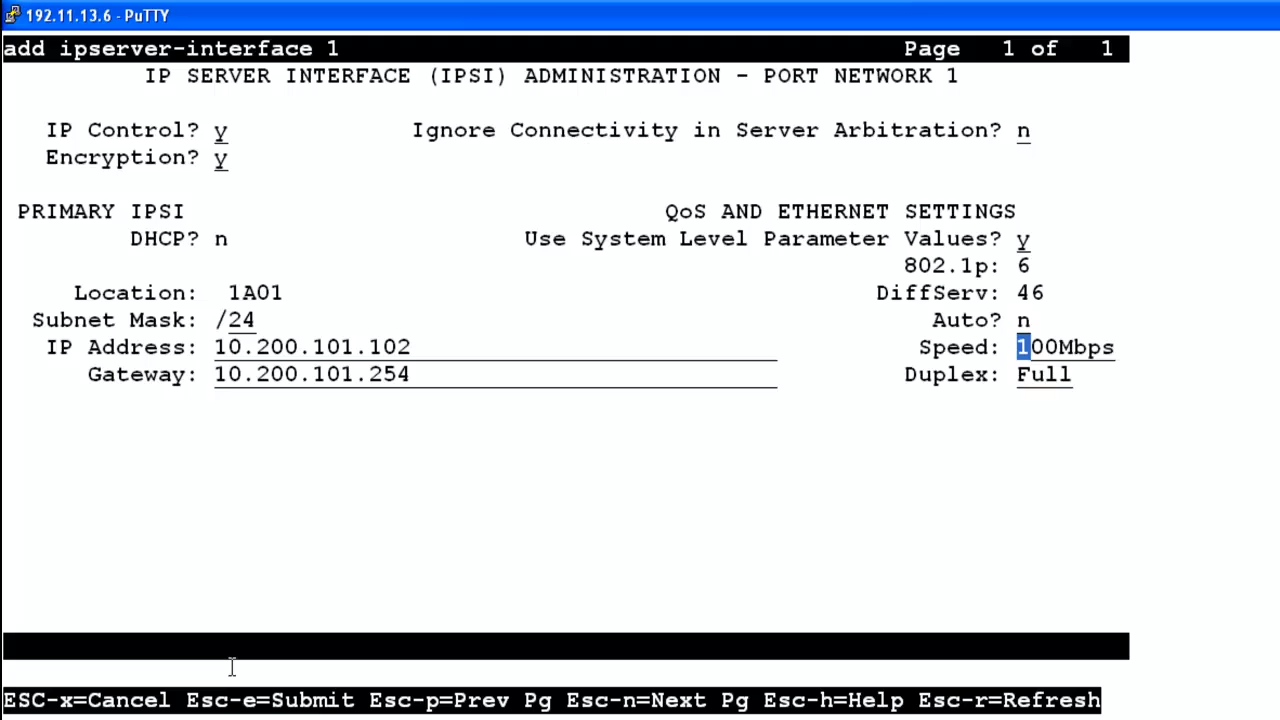 192.11.13.6 - PuTTY
add ipserver-interface 1 Page 1 of 1
IP SERVER INTERFACE (IPSI) ADMINISTRATION - PORT NETWORK 1
IP Control? y Ignore Connectivity in Server Arbitration? n
Encryption? y
PRIMARY IPSI QoS AND ETHERNET SETTINGS
DHCP? n Use System Level Parameter Values? y
802.1p: 6
Location: 1A01 DiffServ: 46
Subnet Mask: /24 Auto? n
IP Address: 10.200.101.102 Speed: 100Mbps
Gateway: 10.200.101.254 Duplex: Full
ESC-x=Cancel Esc-e=Submit Esc-p=Prev Pg Esc-n=Next Pg Esc-h=Help Esc-r=Refresh